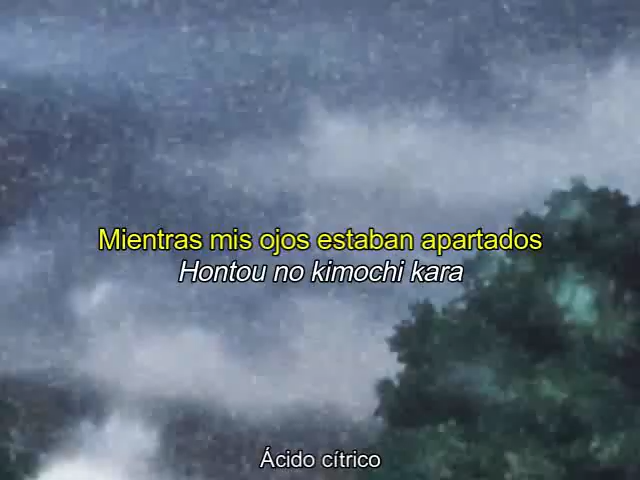 Mientras mis ojos estaban apartados
Hontou no kimochi kara
Ácido cítrico